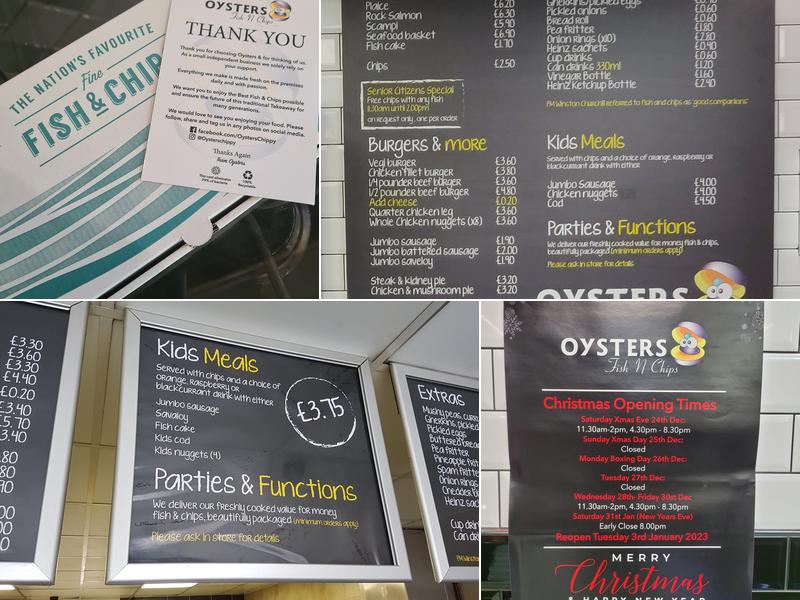 THE NATION'S FAVOURITE
Fine
FISH & CHIP
OYSTERS
Fish N Chips
THANK YOU
Thank you for choosing Oysters & for thinking of us.
As a small independent business we solely rely on
your support.
Everything we make is made fresh on the premises
daily and with passion.
We want you to enjoy the Best Fish & Chips possible
and ensure the future of this traditional Takeaway for
many generations.
We would love to see you enjoying your food. Please
follow, share and tag us in any photos on social media.
facebook.com/OystersChippy
@Oysterschippy
Thanks Again
Team Oysters
100%
Recyclable
Plaice £6.20
Rock Salmon £6.30
Scampi £5.90
Seafood basket £6.90
Fish cake £1.70
Chips £2.50
Senior Citizens Special
Free chips with any fish
11.30am until 2.00pm
on request only, one per order
Burgers & more
Veg burger £3.60
Chicken fillet burger £3.80
1/4 pounder beef burger £3.60
1/2 pounder beef burger £4.80
Add cheese £0.20
Quarter chicken leg £3.60
Whole Chicken nuggets (x8) £3.60
Jumbo sausage £1.90
Jumbo battered sausage £2.00
Jumbo saveloy £1.90
Steak & kidney pie £3.20
Chicken & mushroom pie £3.20
Gherkins/pickled eggs
Pickled onions
Bread roll £0.60
Pea fritter £1.80
Onion rings (x10) £2.80
Heinz sachets £0.40
Cup drinks £0.60
Can drinks 330ml £1.20
Vinegar Bottle £1.60
Heinz Ketchup Bottle £2.40
PM Winston Churchill referred to fish and chips as 'good companions'
Kids Meals
Served with chips and a choice of orange, raspberry or
blackcurrant drink with either
Jumbo Sausage £4.00
Chicken nuggets £4.00
Cod £4.50
Parties & Functions
We deliver our freshly cooked value for money fish & chips,
beautifully packaged (minimum orders apply)
Please ask in store for details
OYSTERS
£3.30
£3.60
£3.30
£4.40
£0.20
£3.40
£5.70
£3.40
Kids Meals
Served with chips and a choice of
orange, raspberry or
blackcurrant drink with either
Jumbo sausage
Savaloy
Fish cake
Kids cod
Kids nuggets (4)
£3.75
Parties & Functions
We deliver our freshly cooked value for money
fish & chips, beautifully packaged (minimum orders apply)
Please ask in store for details
Extras
Mushy peas, curry
Gherkins, pickled
Pickled eggs
Buttered bread
Pea fritter
Pineapple frit
Spam fritter
Onion rings
Cheddar
Heinz
Cup drin
Can drin
PM Winston
OYSTERS
Fish N Chips
Christmas Opening Times
Saturday Xmas Eve 24th Dec:
11.30am-2pm, 4.30pm - 8.30pm
Sunday Xmas Day 25th Dec:
Closed
Monday Boxing Day 26th Dec:
Closed
Tuesday 27th Dec:
Closed
Wednesday 28th- Friday 30st Dec
11.30am-2pm, 4.30pm - 8.30pm
Saturday 31st Jan (New Years Eve)
Early Close 8.00pm
Reopen Tuesday 3rd January 2023
MERRY
Christmas
& HAPPY NEW YEAR